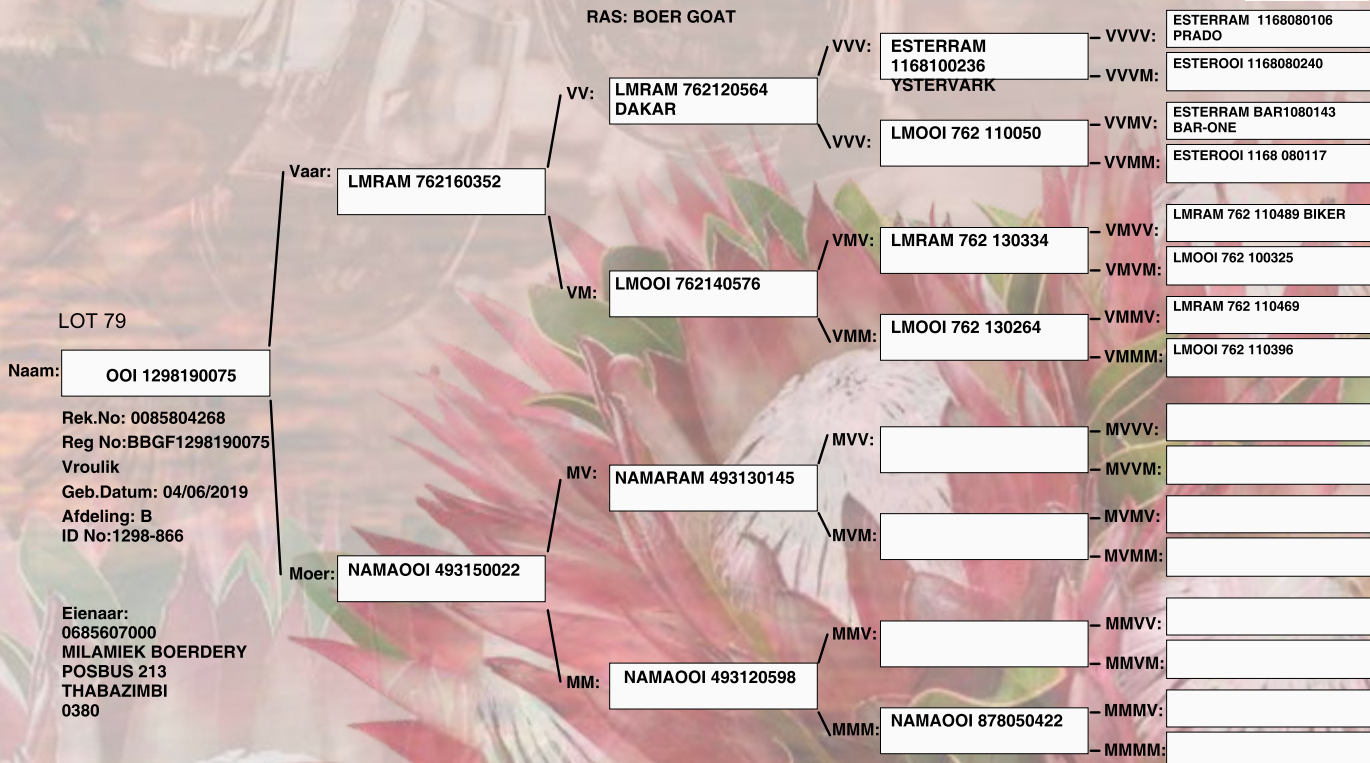 RAS: BOER GOAT
LOT 79
Naam:
OOI 1298190075
Rek.No: 0085804268
Reg No:BBGF1298190075
Vroulik
Geb.Datum: 04/06/2019
Afdeling: B
ID No:1298-866
Eienaar:
0685607000
MILAMIEK BOERDERY
POSBUS 213
THABAZIMBI
0380
Vaar:
LMRAM 762160352
Moer:
NAMAOOI 493150022
VV:
LMRAM 762120564
DAKAR
VM:
LMOOI 762140576
MV:
NAMARAM 493130145
MM:
NAMAOOI 493120598
VVV:
ESTERRAM
1168100236
YSTERVARK
VVV:
LMOOI 762 110050
VMV:
LMRAM 762 130334
VMM:
LMOOI 762 130264
MVV:
MVM:
MMV:
MMM:
NAMAOOI 878050422
VVVV:
ESTERRAM 1168080106
PRADO
VVVM:
ESTEROOI 1168080240
VVMV:
ESTERRAM BAR1080143
BAR-ONE
VVMM:
ESTEROOI 1168 080117
VMVV:
LMRAM 762 110489 BIKER
VMVM:
LMOOI 762 100325
VMMV:
LMRAM 762 110469
VMMM:
LMOOI 762 110396
MVVV:
MVVM:
MVMV:
MVMM:
MMVV:
MMVM:
MMMV:
MMMM: